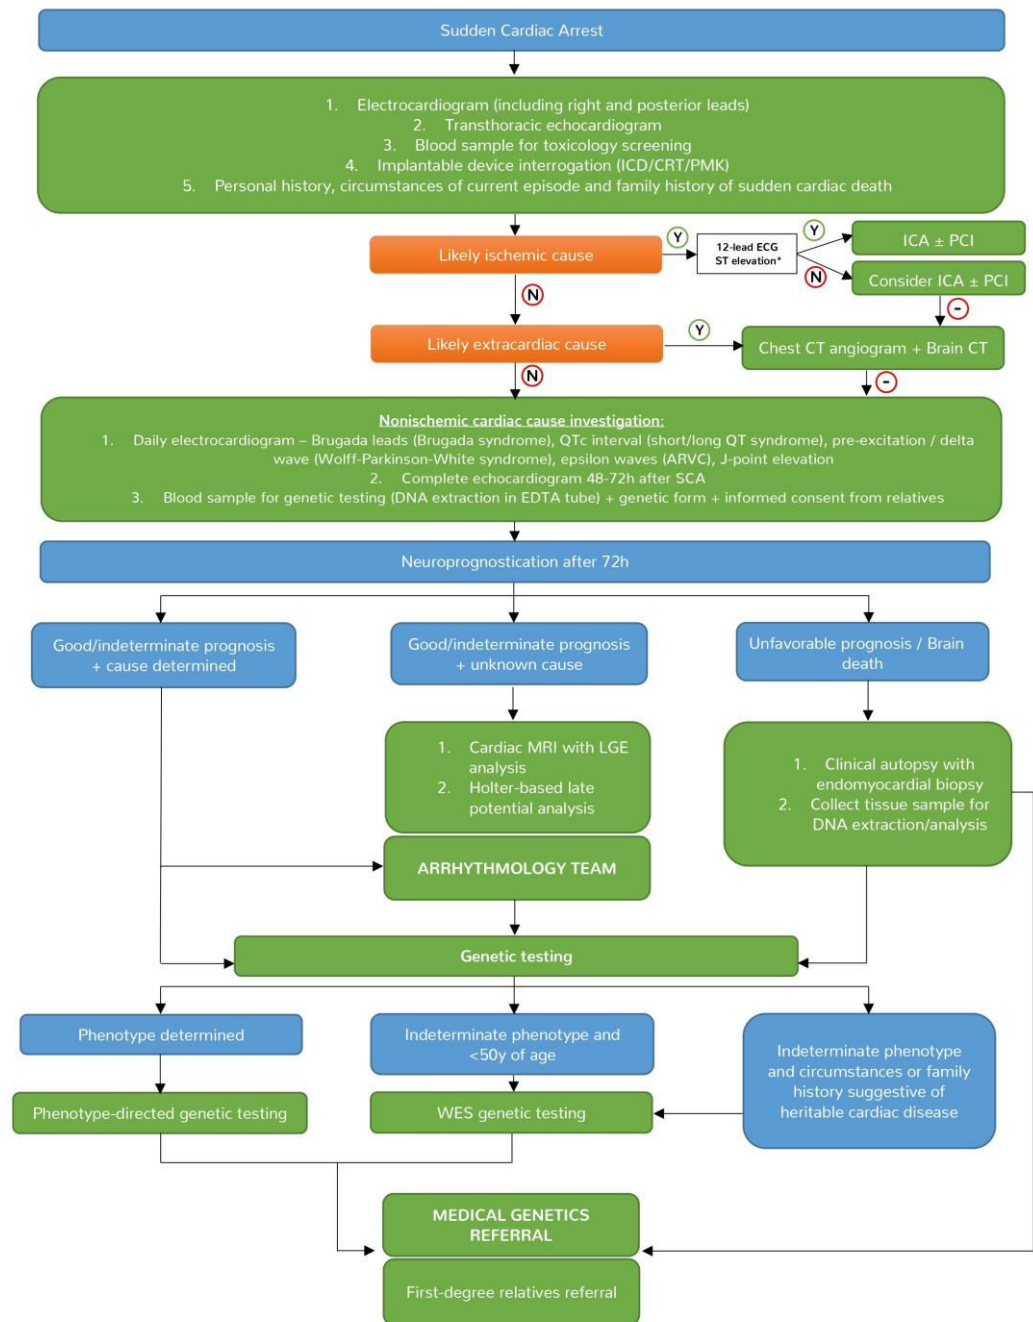 Sudden Cardiac Arrest
1. Electrocardiogram (including right and posterior leads)
2. Transthoracic echocardiogram
3. Blood sample for toxicology screening
4. Implantable device interrogation (ICD/CRT/PMK)
5. Personal history, circumstances of current episode and family history of sudden cardiac death
Likely ischemic cause
Y
12-lead ECG
ST elevation*
Y
ICA ± PCI
N
Consider ICA ± PCI
N
-
Likely extracardiac cause
Y
Chest CT angiogram + Brain CT
N
-
Nonischemic cardiac cause investigation:
1. Daily electrocardiogram – Brugada leads (Brugada syndrome), QTc interval (short/long QT syndrome), pre-excitation / delta
wave (Wolff-Parkinson-White syndrome), epsilon waves (ARVC), J-point elevation
2. Complete echocardiogram 48-72h after SCA
3. Blood sample for genetic testing (DNA extraction in EDTA tube) + genetic form + informed consent from relatives
Neuroprognostication after 72h
Good/indeterminate prognosis
+ cause determined
Good/indeterminate prognosis
+ unknown cause
Unfavorable prognosis / Brain
death
1. Cardiac MRI with LGE
analysis
2. Holter-based late
potential analysis
1. Clinical autopsy with
endomyocardial biopsy
2. Collect tissue sample for
DNA extraction/analysis
ARRHYTHMOLOGY TEAM
Genetic testing
Phenotype determined
Indeterminate phenotype and
<50y of age
Indeterminate phenotype
and circumstances or family
history suggestive of
heritable cardiac disease
Phenotype-directed genetic testing
WES genetic testing
MEDICAL GENETICS
REFERRAL
First-degree relatives referral